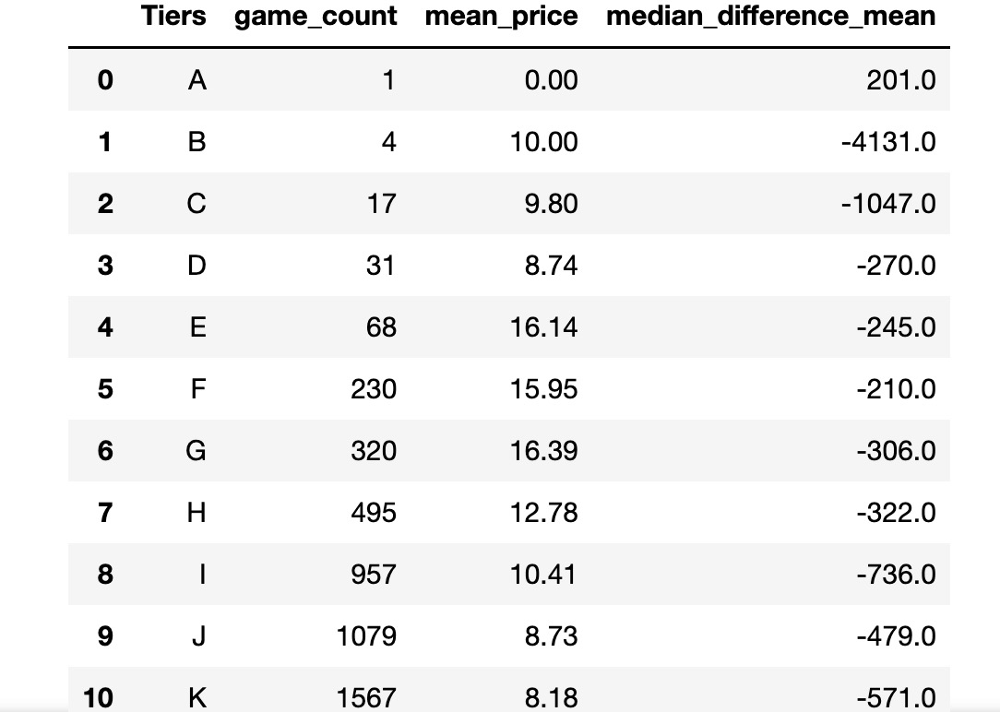 Tiers game_count mean_price median_difference_mean
0 A 1 0.00 201.0
1 B 4 10.00 -4131.0
2 C 17 9.80 -1047.0
3 D 31 8.74 -270.0
4 E 68 16.14 -245.0
5 F 230 15.95 -210.0
6 G 320 16.39 -306.0
7 H 495 12.78 -322.0
8 I 957 10.41 -736.0
9 J 1079 8.73 -479.0
10 K 1567 8.18 -571.0